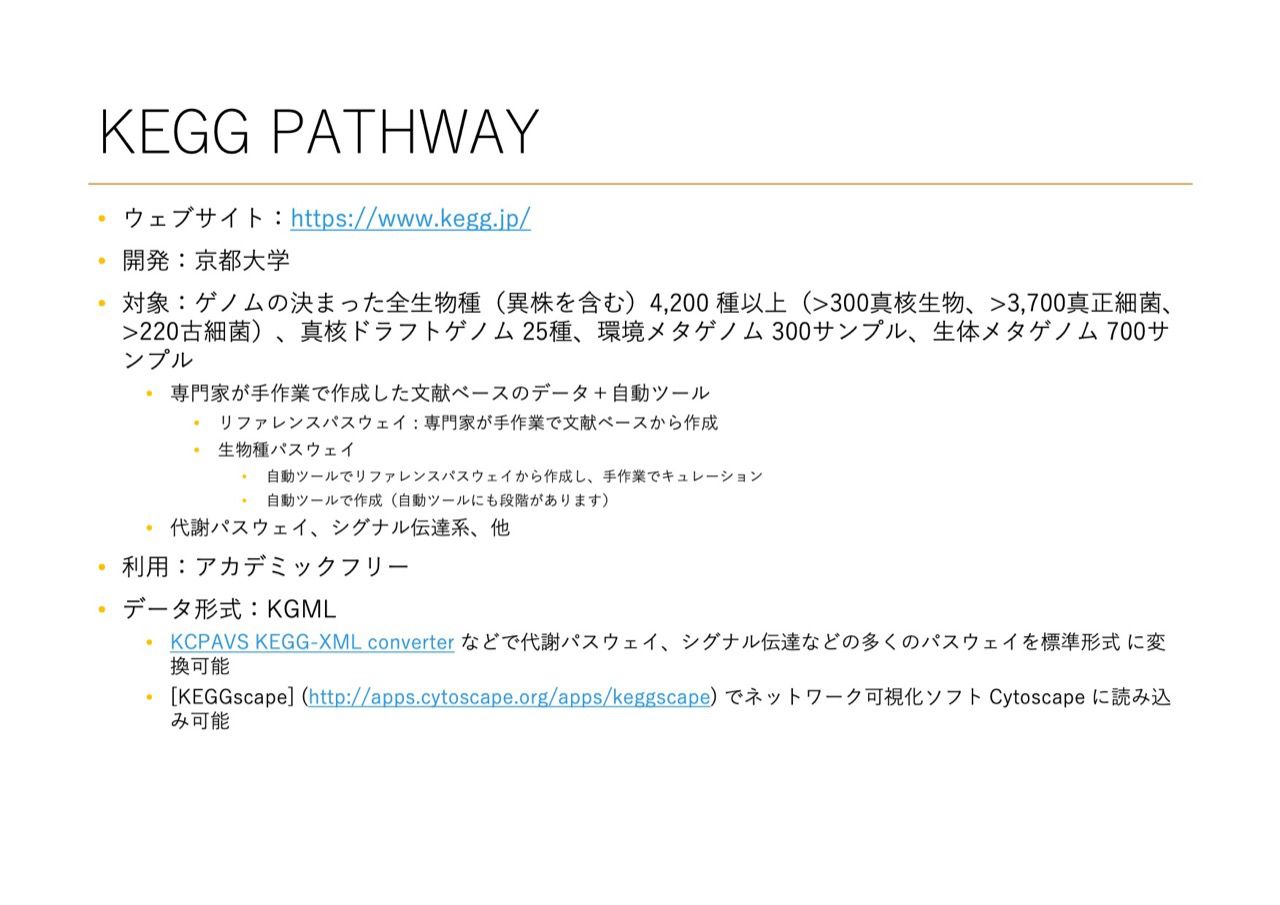 KEGG PATHWAY
• ウェブサイト：https://www.kegg.jp/
• 開発：京都大学
• 対象：ゲノムの決まった全生物種（異株を含む）4,200 種以上（>300真核生物、>3,700真正細菌、
>220古細菌）、真核ドラフトゲノム 25種、環境メタゲノム 300サンプル、生体メタゲノム 700サ
ンプル
• 専門家が手作業で作成した文献ベースのデータ＋自動ツール
• リファレンスパスウェイ : 専門家が手作業で文献ベースから作成
• 生物種パスウェイ
• 自動ツールでリファレンスパスウェイから作成し、手作業でキュレーション
• 自動ツールで作成（自動ツールにも段階があります）
• 代謝パスウェイ、シグナル伝達系、他
• 利用：アカデミックフリー
• データ形式：KGML
• KCPAVS KEGG-XML converter などで代謝パスウェイ、シグナル伝達などの多くのパスウェイを標準形式 に変
換可能
• [KEGGscape] (http://apps.cytoscape.org/apps/keggscape) でネットワーク可視化ソフト Cytoscape に読み込
み可能